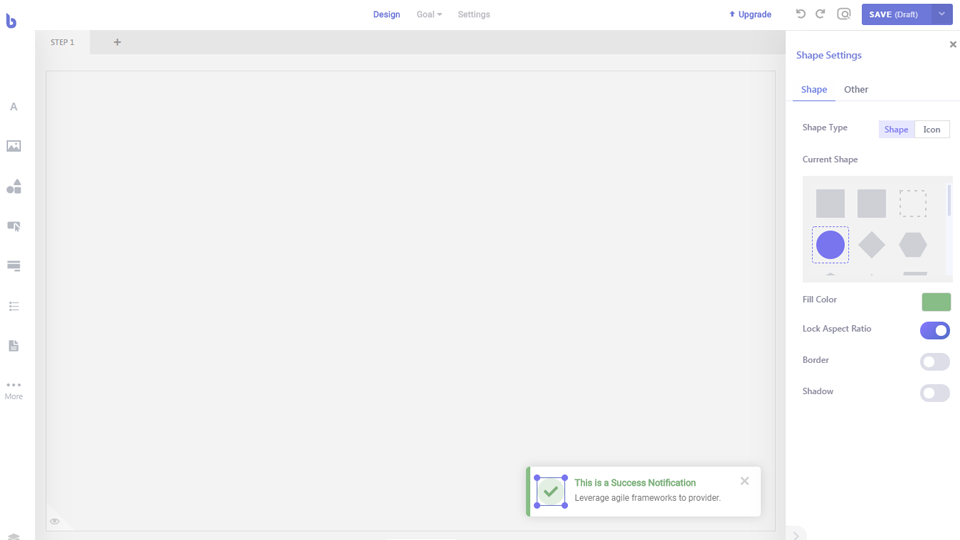 Design
Goal
Settings
Upgrade
SAVE (Draft)
STEP 1
+
Shape Settings
Shape
Other
Shape Type
Shape
Icon
Current Shape
Fill Color
Lock Aspect Ratio
Border
Shadow
A
More
This is a Success Notification
Leverage agile frameworks to provider.